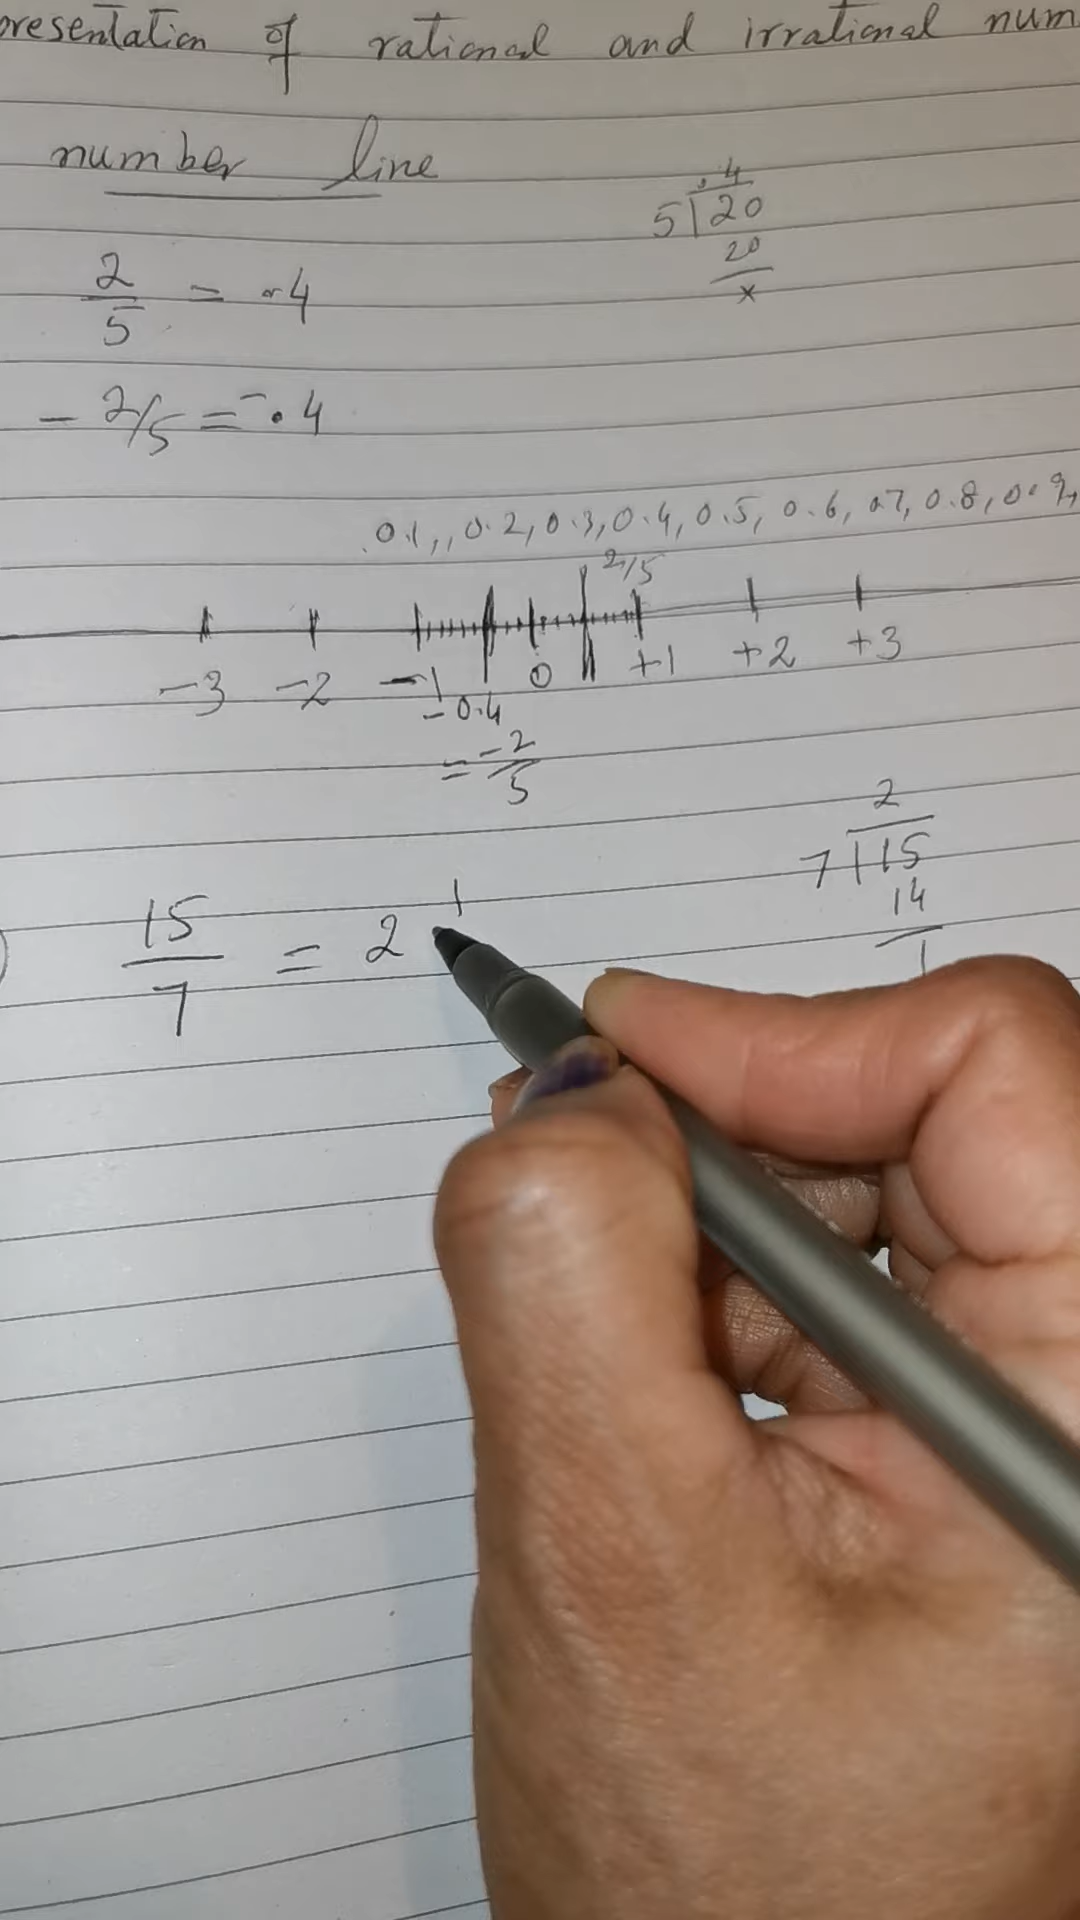 presentation of rational and irrational num
number line
.4
5 | 20
20
x
2/5 = .4
- 2/5 = -.4
0.1,, 0.2, 0.3, 0.4, 0.5, 0.6, 0.7, 0.8, 0.9,
2/5
-3 -2 -1 0 +1 +2 +3
-0.4
= -2/5
2
7 | 15
14
1
15/7 = 2 1